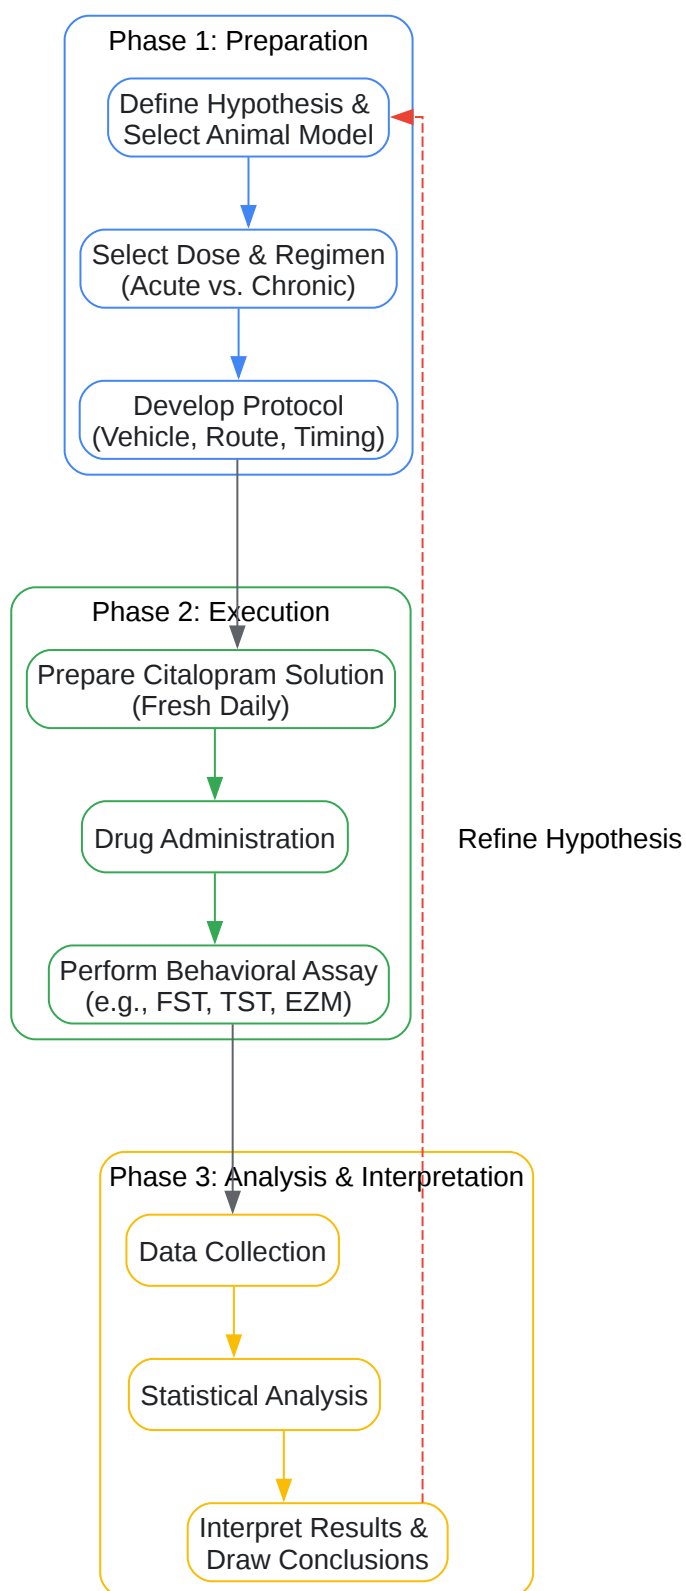 Phase 1: Preparation
Define Hypothesis &
Select Animal Model
Select Dose & Regimen
(Acute vs. Chronic)
Develop Protocol
(Vehicle, Route, Timing)
Phase 2: Execution
Prepare Citalopram Solution
(Fresh Daily)
Drug Administration
Refine Hypothesis
Perform Behavioral Assay
(e.g., FST, TST, EZM)
Phase 3: Analysis & Interpretation
Data Collection
Statistical Analysis
Interpret Results &
Draw Conclusions